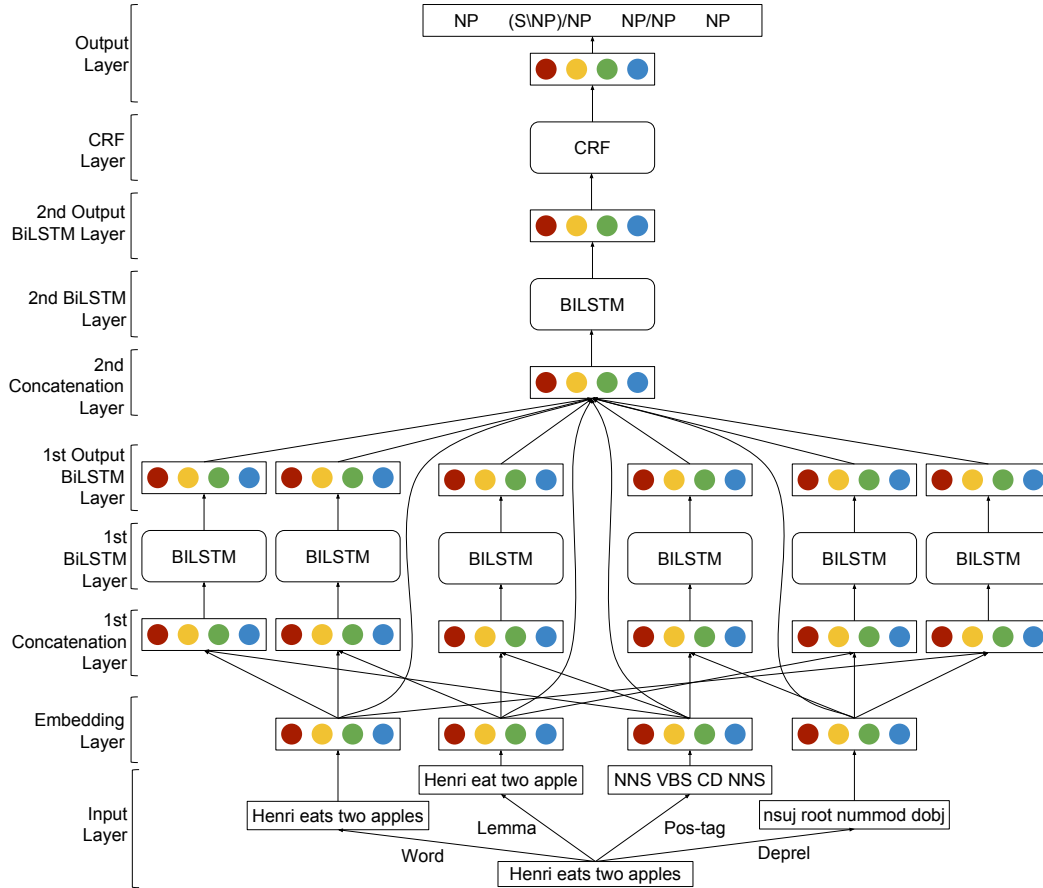 NP (S\NP)/NP NP/NP NP
Output
Layer
CRF
Layer
CRF
2nd Output
BiLSTM Layer
2nd BiLSTM
Layer
BILSTM
2nd
Concatenation
Layer
1st Output
BiLSTM
Layer
1st
BiLSTM
Layer
BILSTM BILSTM BILSTM BILSTM BILSTM BILSTM
1st
Concatenation
Layer
Embedding
Layer
Input
Layer
Henri eat two apple
NNS VBS CD NNS
Henri eats two apples
nsuj root nummod dobj
Lemma
Pos-tag
Word
Deprel
Henri eats two apples